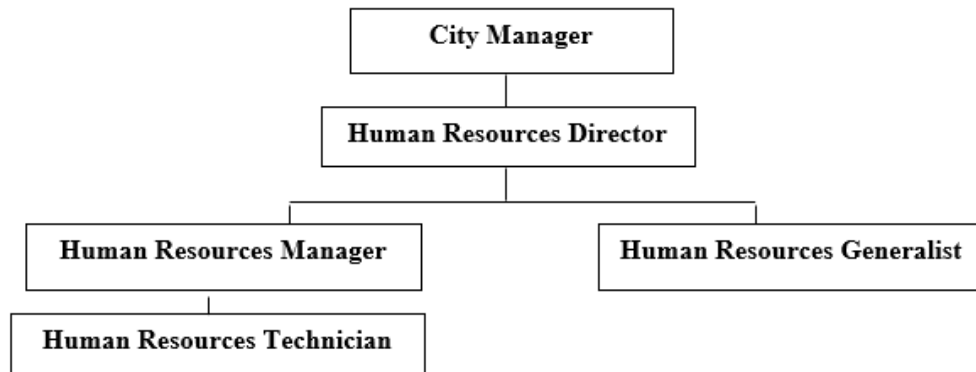 City Manager
Human Resources Director
Human Resources Manager
Human Resources Generalist
Human Resources Technician